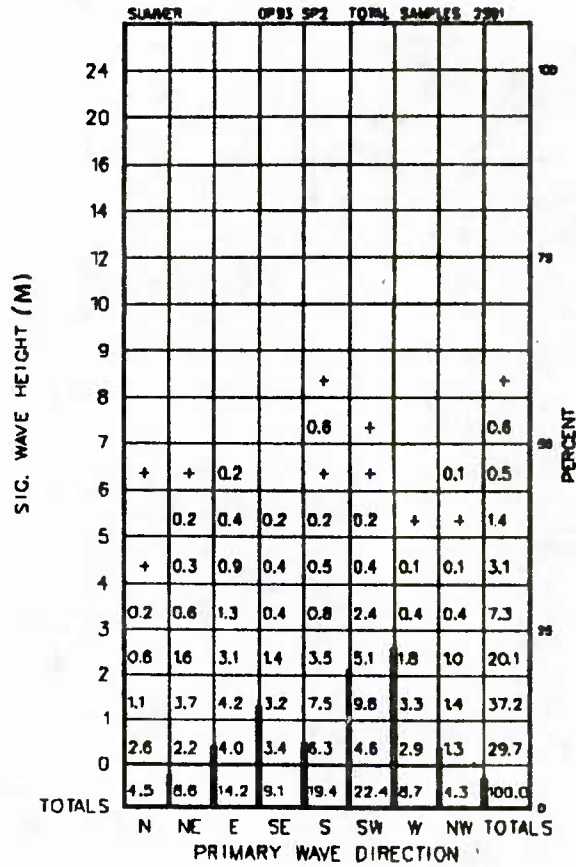 SUMMER OP93 SP2 TOTAL SAMPLES
24 100
20
16
14
12 75
10
9
+ +
8
0.6 + 0.6
7 50
+ + 0.2 + + 0.1 0.5
6
0.2 0.4 0.2 0.2 0.2 + + 1.4
5
+ 0.3 0.9 0.4 0.5 0.4 0.1 0.1 3.1
4
0.2 0.6 1.3 0.4 0.8 2.4 0.4 0.4 7.3
3 25
0.6 1.6 3.1 1.4 3.5 5.1 1.8 1.0 20.1
2
1.1 3.7 4.2 3.2 7.5 9.8 3.3 1.4 37.2
1
2.6 2.2 4.0 3.4 6.3 4.6 2.9 1.3 29.7
0
TOTALS 4.5 8.6 14.2 9.1 19.4 22.4 8.7 4.3 100.0 0
N NE E SE S SW W NW TOTALS
PRIMARY WAVE DIRECTION
SIG. WAVE HEIGHT (M)
PERCENT